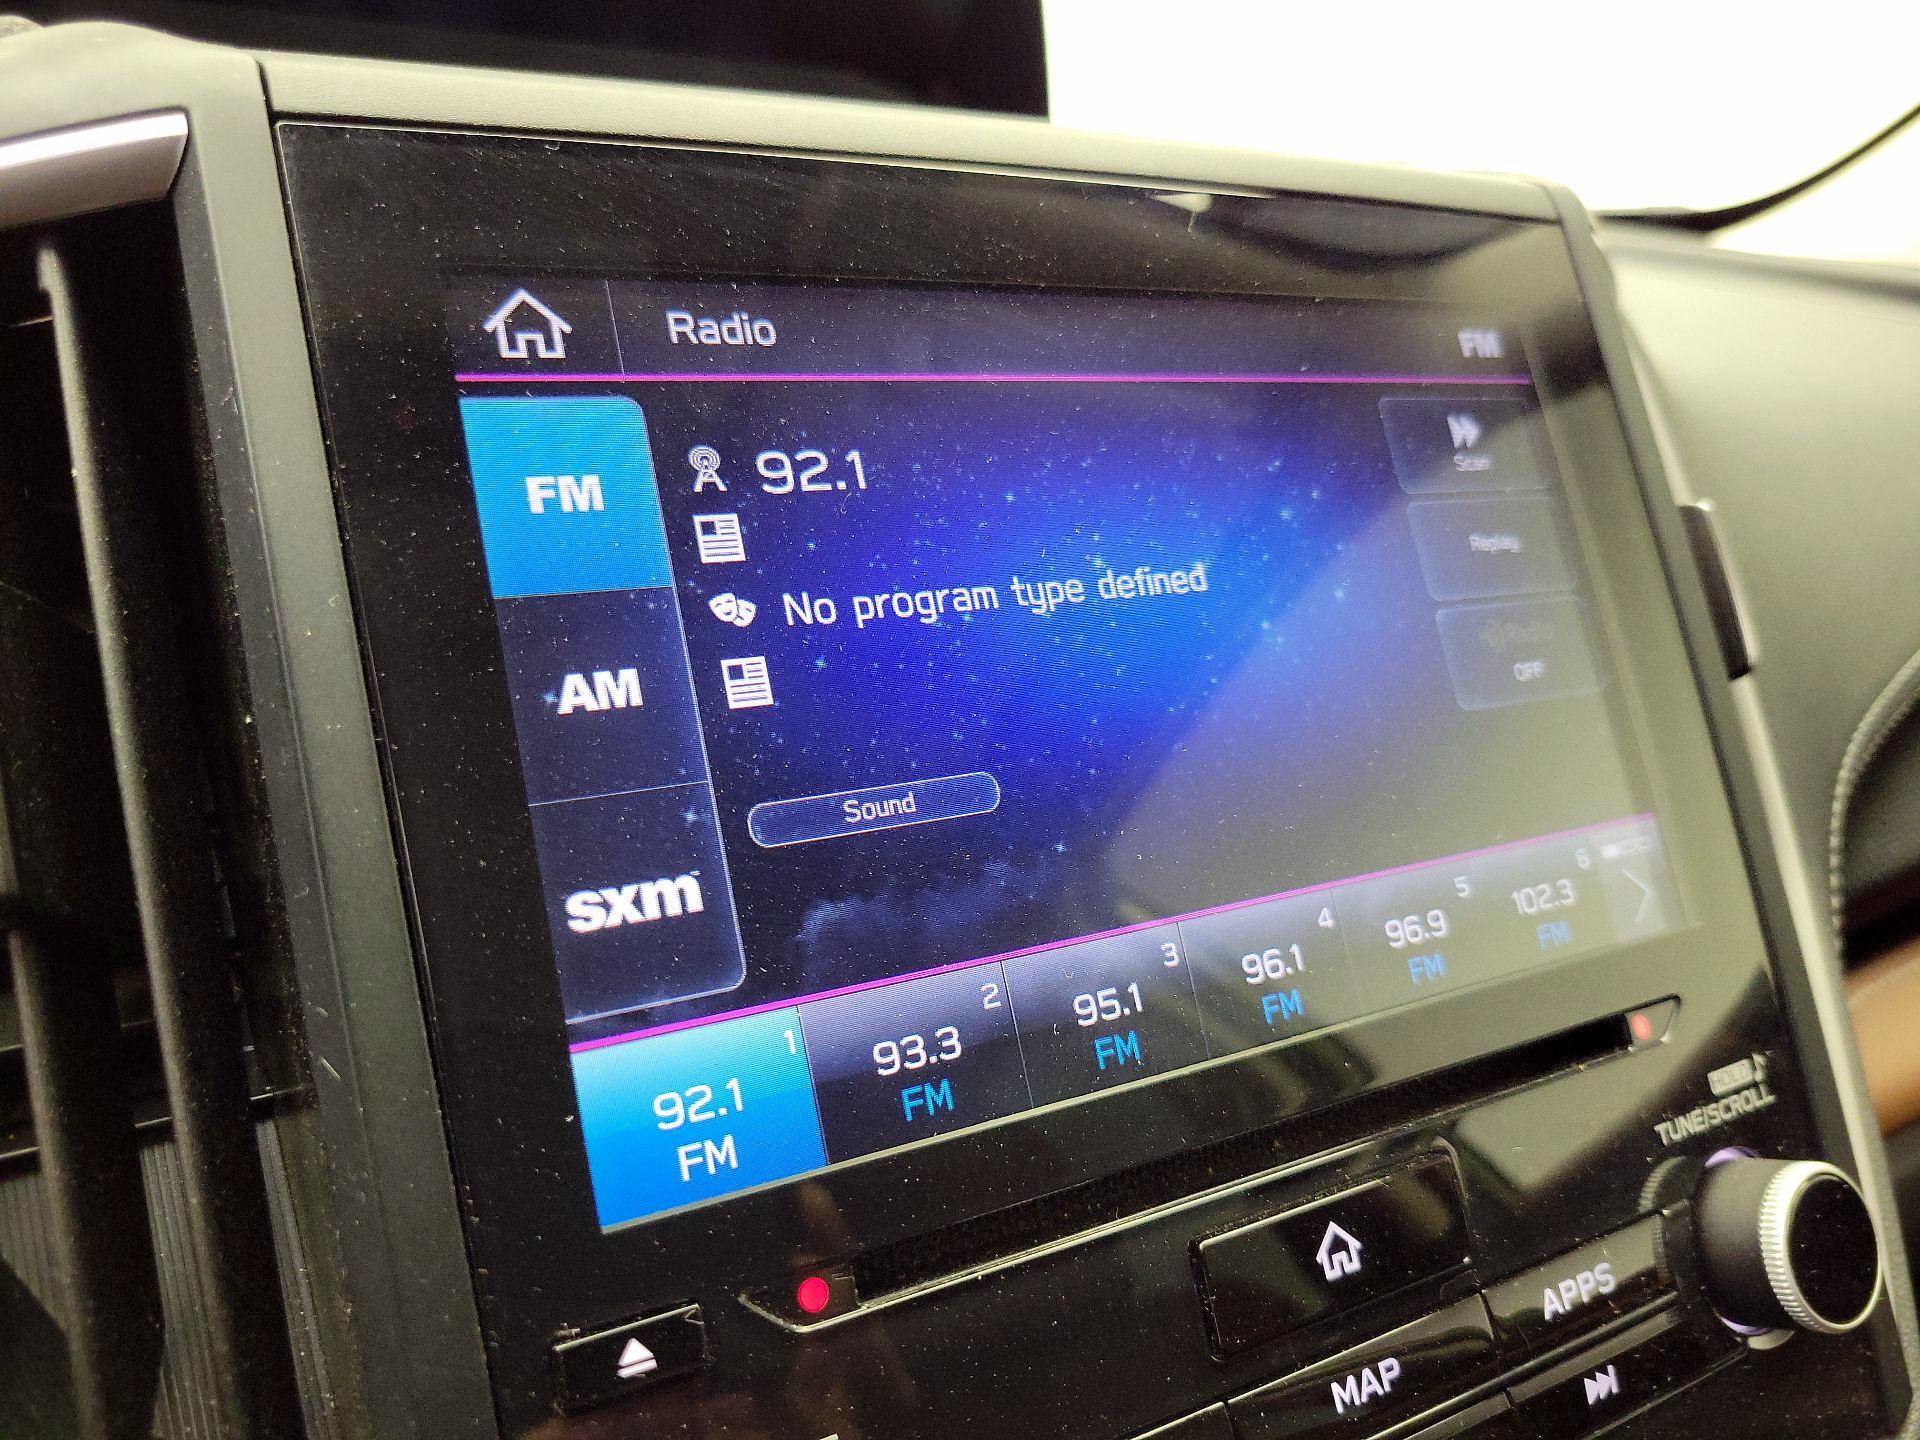 Radio
FM
FM
AM
sxm
92.1
No program type defined
Sound
Scan
Replay
OFF
1
92.1
FM
2
93.3
FM
3
95.1
FM
4
96.1
FM
5
96.9
FM
6
102.3
FM
TUNE/SCROLL
APPS
MAP